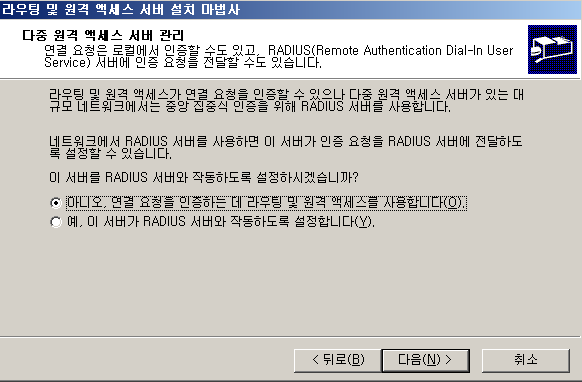 라우팅 및 원격 액세스 서버 설치 마법사
다중 원격 액세스 서버 관리
연결 요청은 로컬에서 인증할 수도 있고, RADIUS(Remote Authentication Dial-In User
Service) 서버에 인증 요청을 전달할 수도 있습니다.
라우팅 및 원격 액세스가 연결 요청을 인증할 수 있으나 다중 원격 액세스 서버가 있는 대
규모 네트워크에서는 중앙 집중식 인증을 위해 RADIUS 서버를 사용합니다.
네트워크에서 RADIUS 서버를 사용하면 이 서버가 인증 요청을 RADIUS 서버에 전달하도
록 설정할 수 있습니다.
이 서버를 RADIUS 서버와 작동하도록 설정하시겠습니까?
아니오, 연결 요청을 인증하는 데 라우팅 및 원격 액세스를 사용합니다(O).
예, 이 서버가 RADIUS 서버와 작동하도록 설정합니다(Y).
< 뒤로(B) 다음(N) > 취소